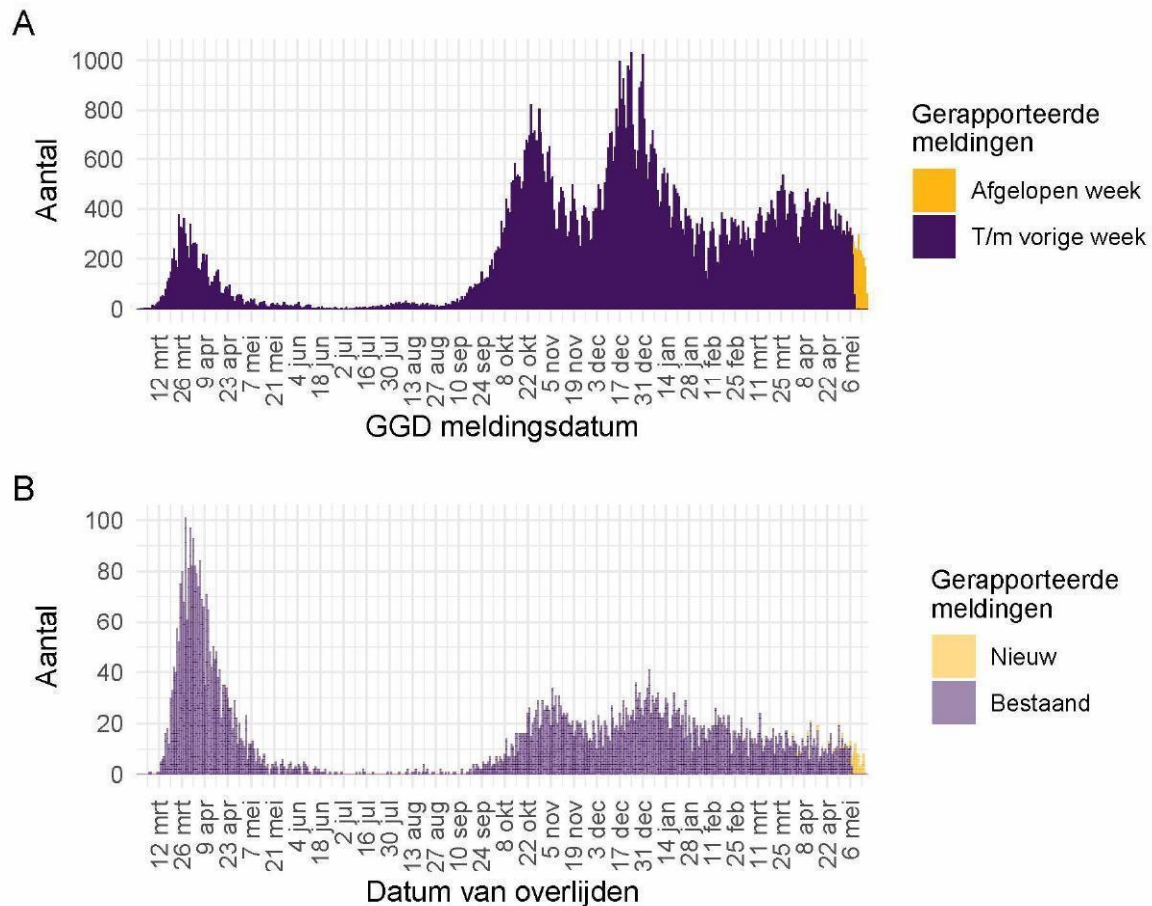 A
1000
800
600
400
200
0
Aantal
12 mrt
26 mrt
9 apr
23 apr
7 mei
21 mei
4 jun
18 jun
2 jul
16 jul
30 jul
13 aug
27 aug
10 sep
24 sep
8 okt
22 okt
5 nov
19 nov
3 dec
17 dec
31 dec
14 jan
28 jan
11 feb
25 feb
11 mrt
25 mrt
8 apr
22 apr
6 mei
GGD meldingsdatum
Gerapporteerde
meldingen
Afgelopen week
T/m vorige week
B
100
80
60
40
20
0
Aantal
12 mrt
26 mrt
9 apr
23 apr
7 mei
21 mei
4 jun
18 jun
2 jul
16 jul
30 jul
13 aug
27 aug
10 sep
24 sep
8 okt
22 okt
5 nov
19 nov
3 dec
17 dec
31 dec
14 jan
28 jan
11 feb
25 feb
11 mrt
25 mrt
8 apr
22 apr
6 mei
Datum van overlijden
Gerapporteerde
meldingen
Nieuw
Bestaand